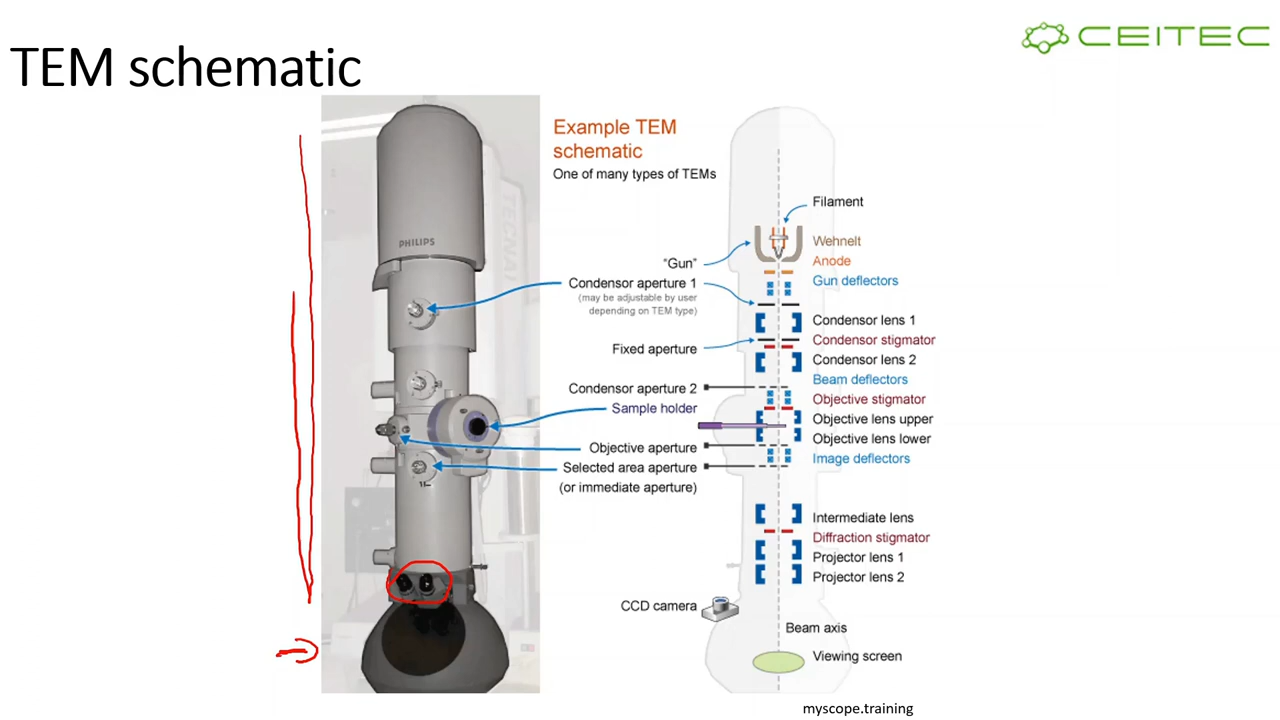 TEM schematic
CEITEC
Example TEM
schematic
One of many types of TEMs
PHILIPS
TECNAI
"Gun"
Condensor aperture 1
(may be adjustable by user
depending on TEM type)
Fixed aperture
Condensor aperture 2
Sample holder
Objective aperture
Selected area aperture
(or immediate aperture)
CCD camera
Filament
Wehnelt
Anode
Gun deflectors
Condensor lens 1
Condensor stigmator
Condensor lens 2
Beam deflectors
Objective stigmator
Objective lens upper
Objective lens lower
Image deflectors
Intermediate lens
Diffraction stigmator
Projector lens 1
Projector lens 2
Beam axis
Viewing screen
myscope.training